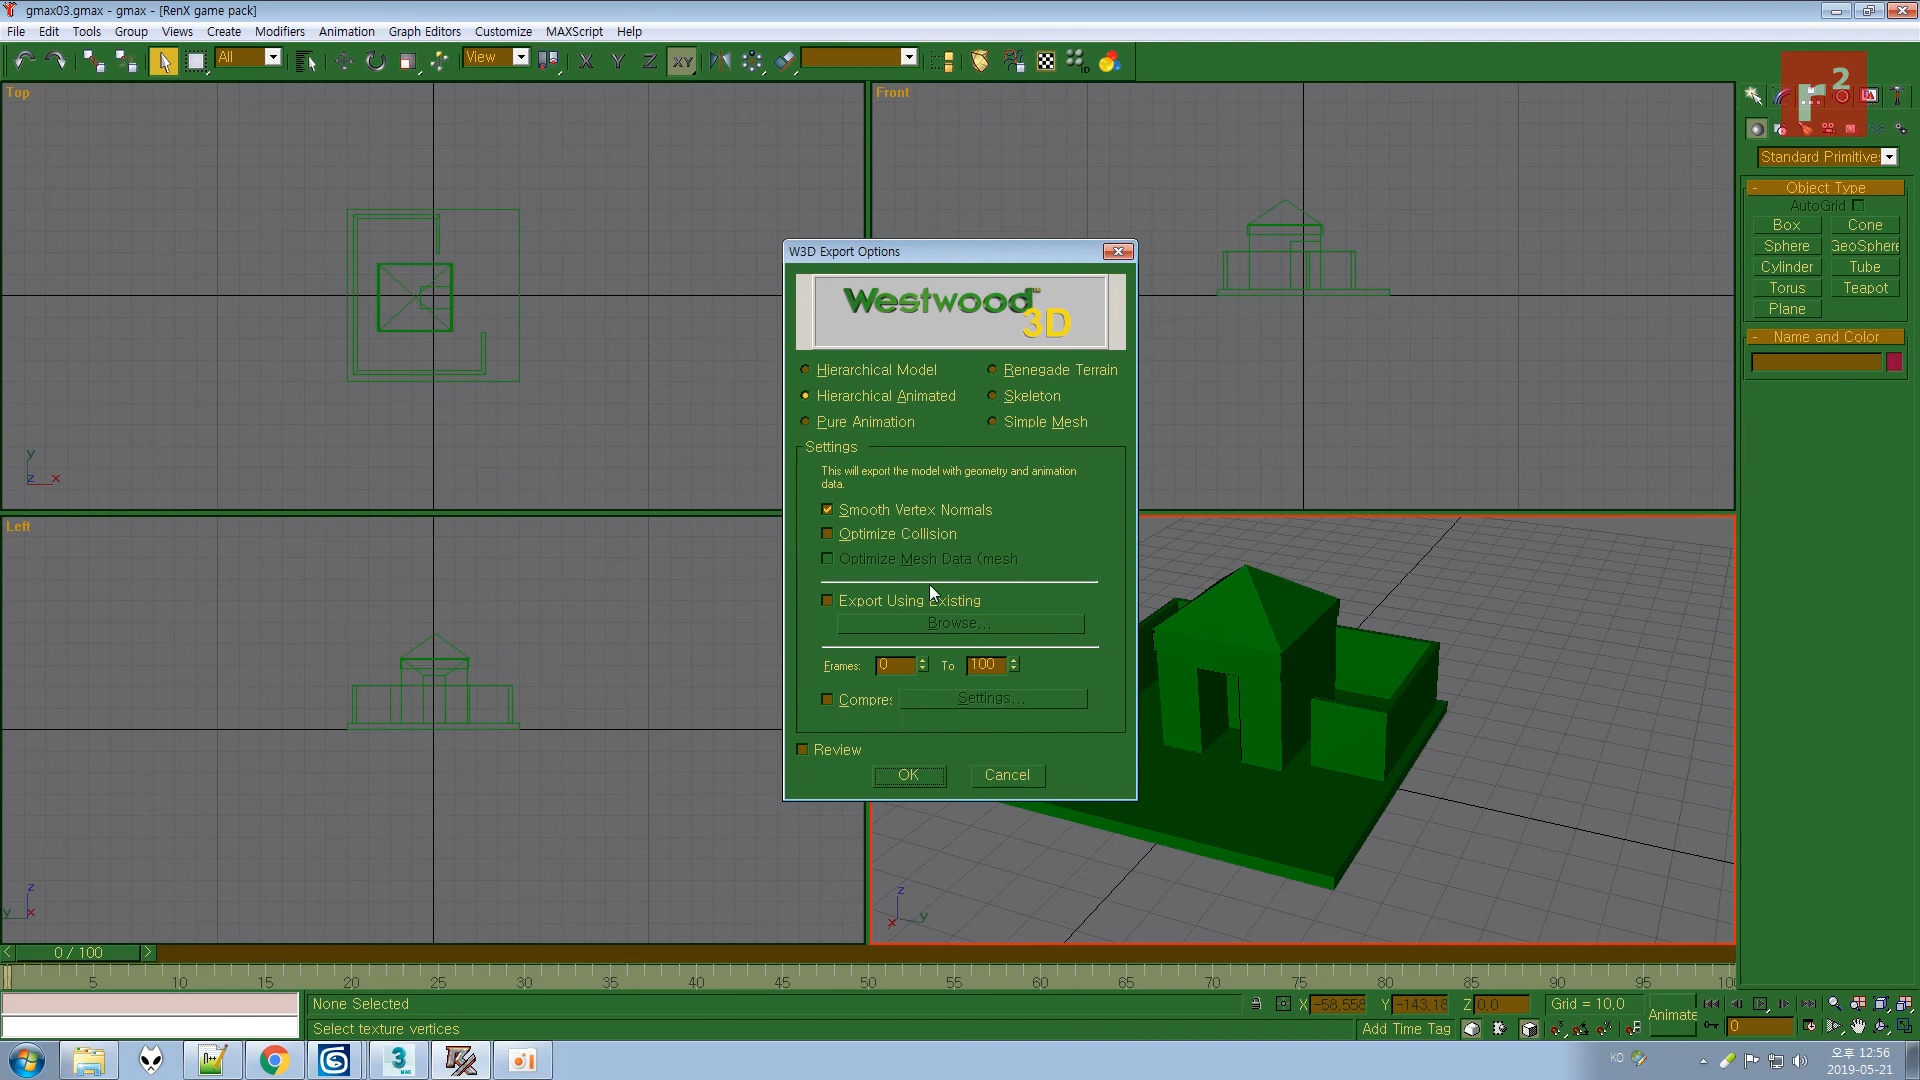 gmax03.gmax - gmax - [RenX game pack]
File Edit Tools Group Views Create Modifiers Animation Graph Editors Customize MAXScript Help
All View X Y Z XY ID
r2
Top
Front
Standard Primitive
- Object Type
AutoGrid
Box Cone
Sphere GeoSphere
Cylinder Tube
Torus Teapot
Plane
- Name and Color
W3D Export Options
Westwood 3D
Hierarchical Model Renegade Terrain
Hierarchical Animated Skeleton
Pure Animation Simple Mesh
Settings
This will export the model with geometry and animation
data.
Smooth Vertex Normals
Optimize Collision
Optimize Mesh Data (mesh
Export Using Existing
Browse...
Frames: 0 To 100
Compres Settings...
Review
OK Cancel
y
z x
Left
z
y x
z
x y
< 0 / 100 >
5 10 15 20 25 30 35 40 45 50 55 60 65 70 75 80 85 90 95 100
None Selected X -58,558 Y -143,18 Z 0,0 Grid = 10,0 Animate
Select texture vertices Add Time Tag 0
KO 오후 12:56
2019-05-21